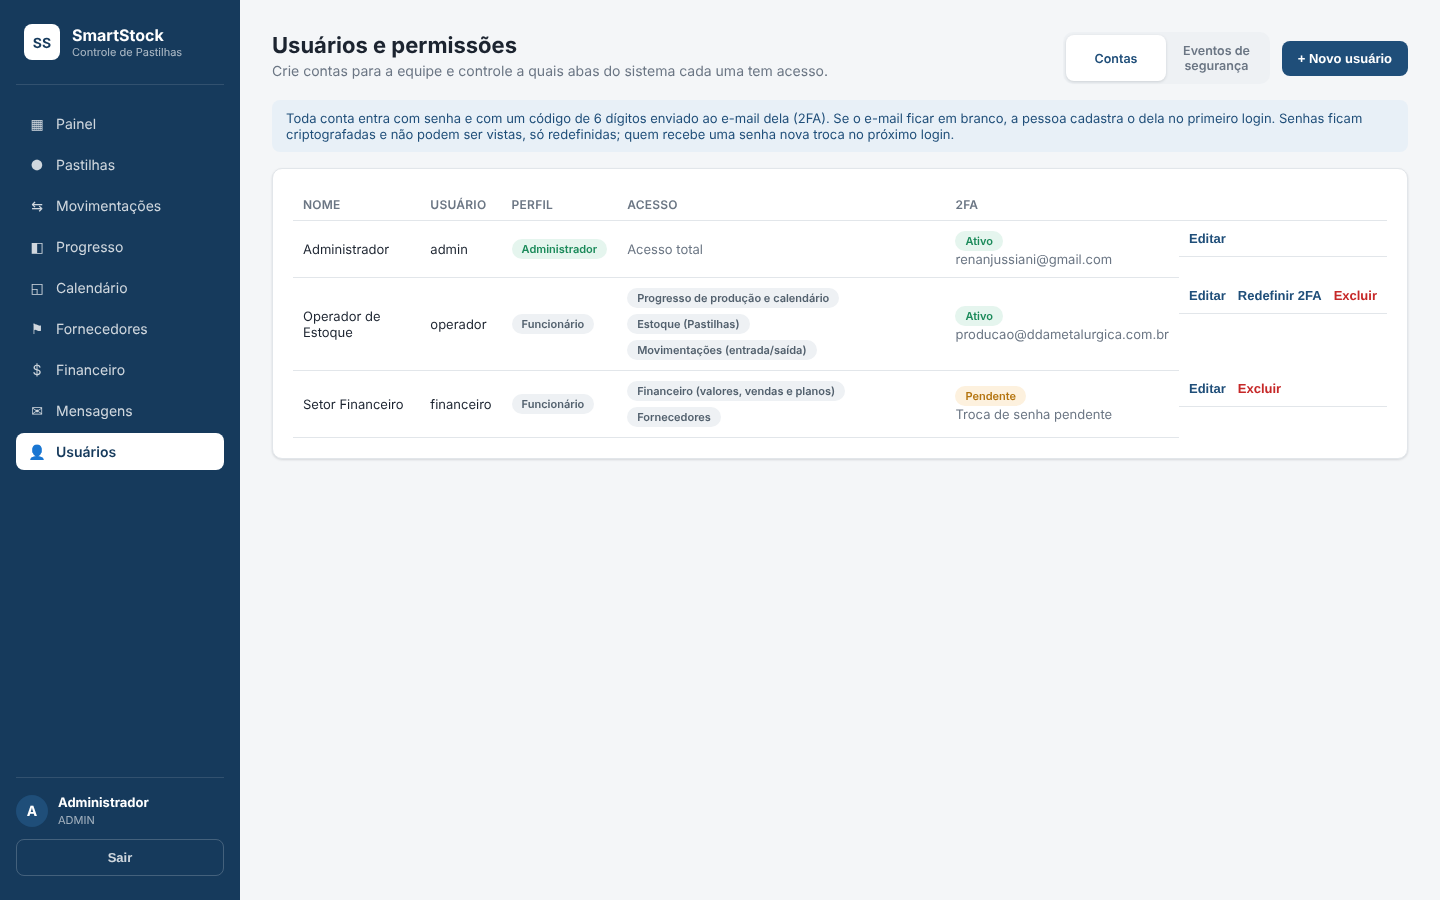 SS
SmartStock
Controle de Pastilhas
Painel
Pastilhas
Movimentações
Progresso
Calendário
Fornecedores
$ Financeiro
Mensagens
Usuários
A
Administrador
ADMIN
Sair
Usuários e permissões
Crie contas para a equipe e controle a quais abas do sistema cada uma tem acesso.
Contas
Eventos de
segurança
+ Novo usuário
Toda conta entra com senha e com um código de 6 dígitos enviado ao e-mail dela (2FA). Se o e-mail ficar em branco, a pessoa cadastra o dela no primeiro login. Senhas ficam
criptografadas e não podem ser vistas, só redefinidas; quem recebe uma senha nova troca no próximo login.
NOME USUÁRIO PERFIL ACESSO 2FA
Administrador admin Administrador Acesso total Ativo
renanjussiani@gmail.com
Editar
Operador de
Estoque
operador
Funcionário
Progresso de produção e calendário
Estoque (Pastilhas)
Movimentações (entrada/saída)
Ativo
producao@ddametalurgica.com.br
Editar Redefinir 2FA Excluir
Setor Financeiro
financeiro
Funcionário
Financeiro (valores, vendas e planos)
Fornecedores
Pendente
Troca de senha pendente
Editar Excluir